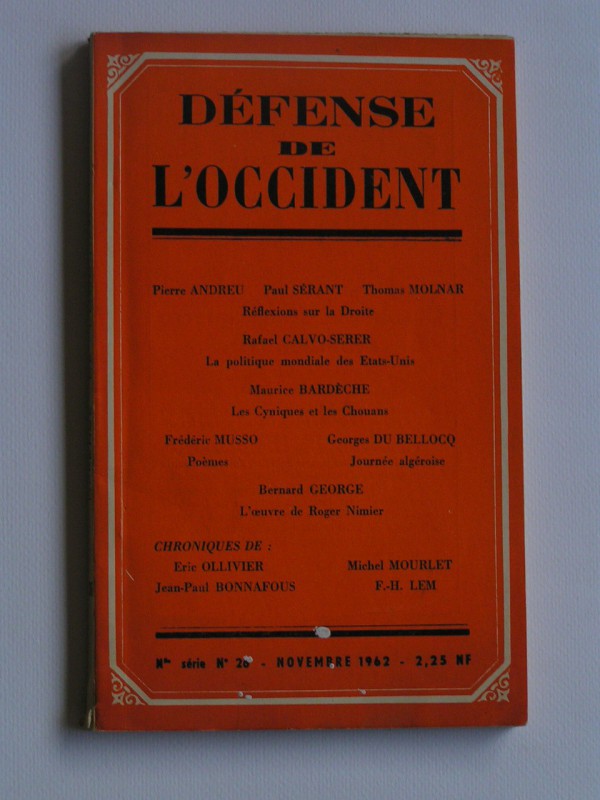 DÉFENSE
DE
L'OCCIDENT
Pierre ANDREU Paul SÉRANT Thomas MOLNAR
Réflexions sur la Droite
Rafael CALVO-SERER
La politique mondiale des Etats-Unis
Maurice BARDÈCHE
Les Cyniques et les Chouans
Frédéric MUSSO Georges DU BELLOCQ
Poèmes Journée algéroise
Bernard GEORGE
L'œuvre de Roger Nimier
CHRONIQUES DE :
Eric OLLIVIER Michel MOURLET
Jean-Paul BONNAFOUS F.-H. LEM
Nlle série N° - NOVEMBRE 1962 - 2,25 NF